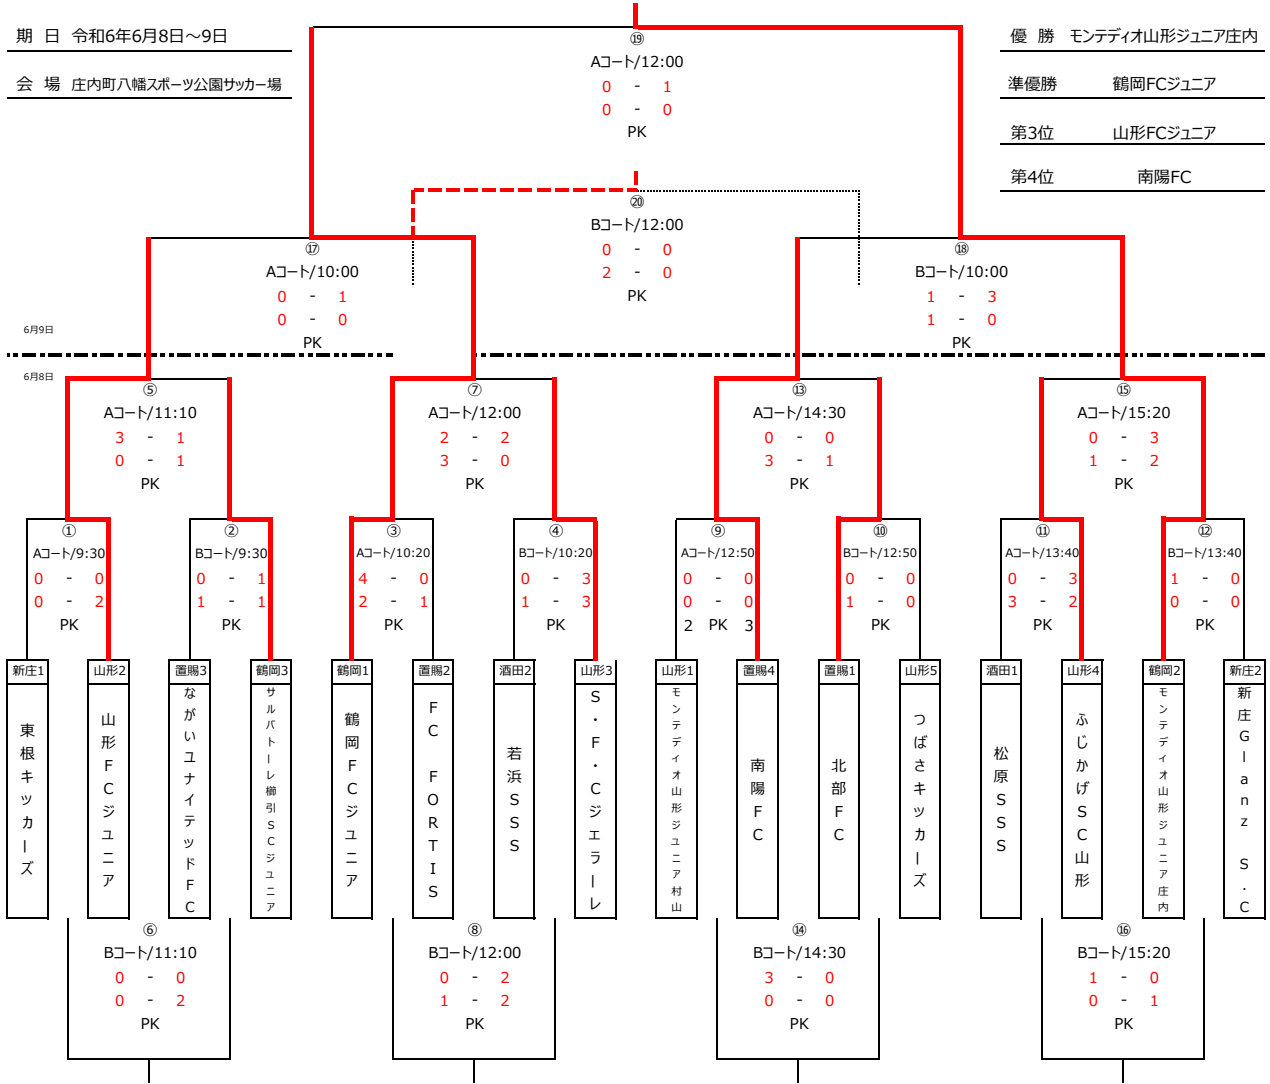 期 日 令和6年6月8日～9日
会 場 庄内町八幡スポーツ公園サッカー場
優 勝 モンテディオ山形ジュニア庄内
準優勝 鶴岡FCジュニア
第3位 山形FCジュニア
第4位 南陽FC
⑲
Aコート/12:00
0 - 1
0 - 0
PK
⑳
Bコート/12:00
0 - 0
2 - 0
PK
⑰
Aコート/10:00
0 - 1
0 - 0
PK
⑱
Bコート/10:00
1 - 3
1 - 0
PK
6月9日
6月8日
⑤
Aコート/11:10
3 - 1
0 - 1
PK
⑦
Aコート/12:00
2 - 2
3 - 0
PK
⑬
Aコート/14:30
0 - 0
3 - 1
PK
⑮
Aコート/15:20
0 - 3
1 - 2
PK
①
Aコート/9:30
0 - 0
0 - 2
PK
②
Bコート/9:30
0 - 1
1 - 1
PK
③
Aコート/10:20
4 - 0
2 - 1
PK
④
Bコート/10:20
0 - 3
1 - 3
PK
⑨
Aコート/12:50
0 - 0
0 - 0
2 PK 3
⑩
Bコート/12:50
0 - 0
1 - 0
PK
⑪
Aコート/13:40
0 - 3
3 - 2
PK
⑫
Bコート/13:40
1 - 0
0 - 0
PK
新庄1
東根キッカーズ
山形2
山形FCジュニア
置賜3
ながいユナイテッドFC
鶴岡3
サルバトーレ櫛引SCジュニア
鶴岡1
鶴岡FCジュニア
置賜2
FC FORTIS
酒田2
若浜SSS
山形3
S・F・Cジェラーレ
山形1
モンテディオ山形ジュニア村山
置賜4
南陽FC
置賜1
北部FC
山形5
つばさキッカーズ
酒田1
松原SSS
山形4
ふじかげSC山形
鶴岡2
モンテディオ山形ジュニア庄内
新庄2
新庄Glanz S.C
⑥
Bコート/11:10
0 - 0
0 - 2
PK
⑧
Bコート/12:00
0 - 2
1 - 2
PK
⑭
Bコート/14:30
3 - 0
0 - 0
PK
⑯
Bコート/15:20
1 - 0
0 - 1
PK